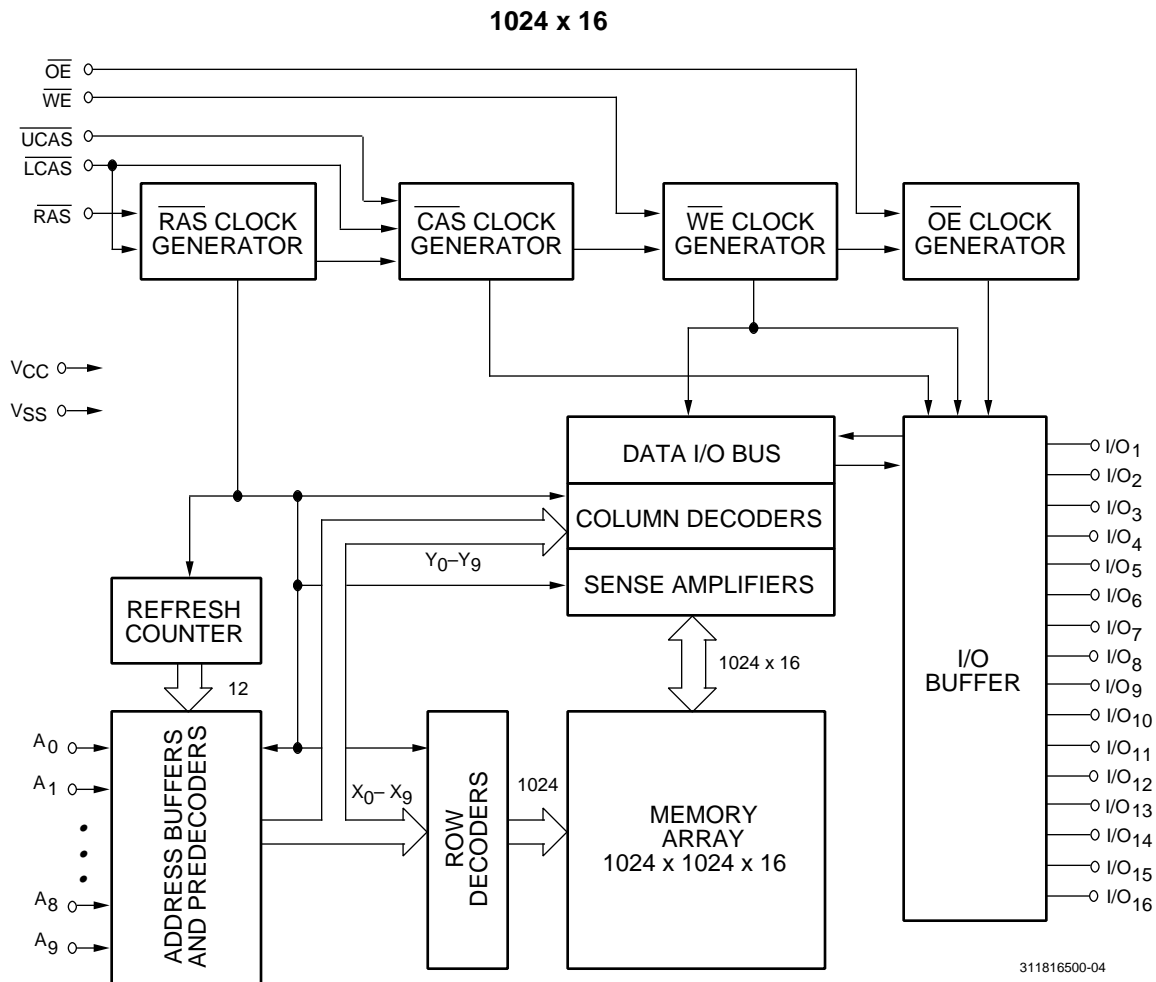 1024 x 16
OE
WE
UCAS
LCAS
RAS
RAS CLOCK
GENERATOR
CAS CLOCK
GENERATOR
WE CLOCK
GENERATOR
OE CLOCK
GENERATOR
VCC
VSS
DATA I/O BUS
COLUMN DECODERS
SENSE AMPLIFIERS
Y0–Y9
REFRESH
COUNTER
12
1024 x 16
I/O
BUFFER
I/O1
I/O2
I/O3
I/O4
I/O5
I/O6
I/O7
I/O8
I/O9
I/O10
I/O11
I/O12
I/O13
I/O14
I/O15
I/O16
A0
A1
A8
A9
ADDRESS BUFFERS
AND PREDECODERS
X0– X9
ROW
DECODERS
1024
MEMORY
ARRAY
1024 x 1024 x 16
311816500-04